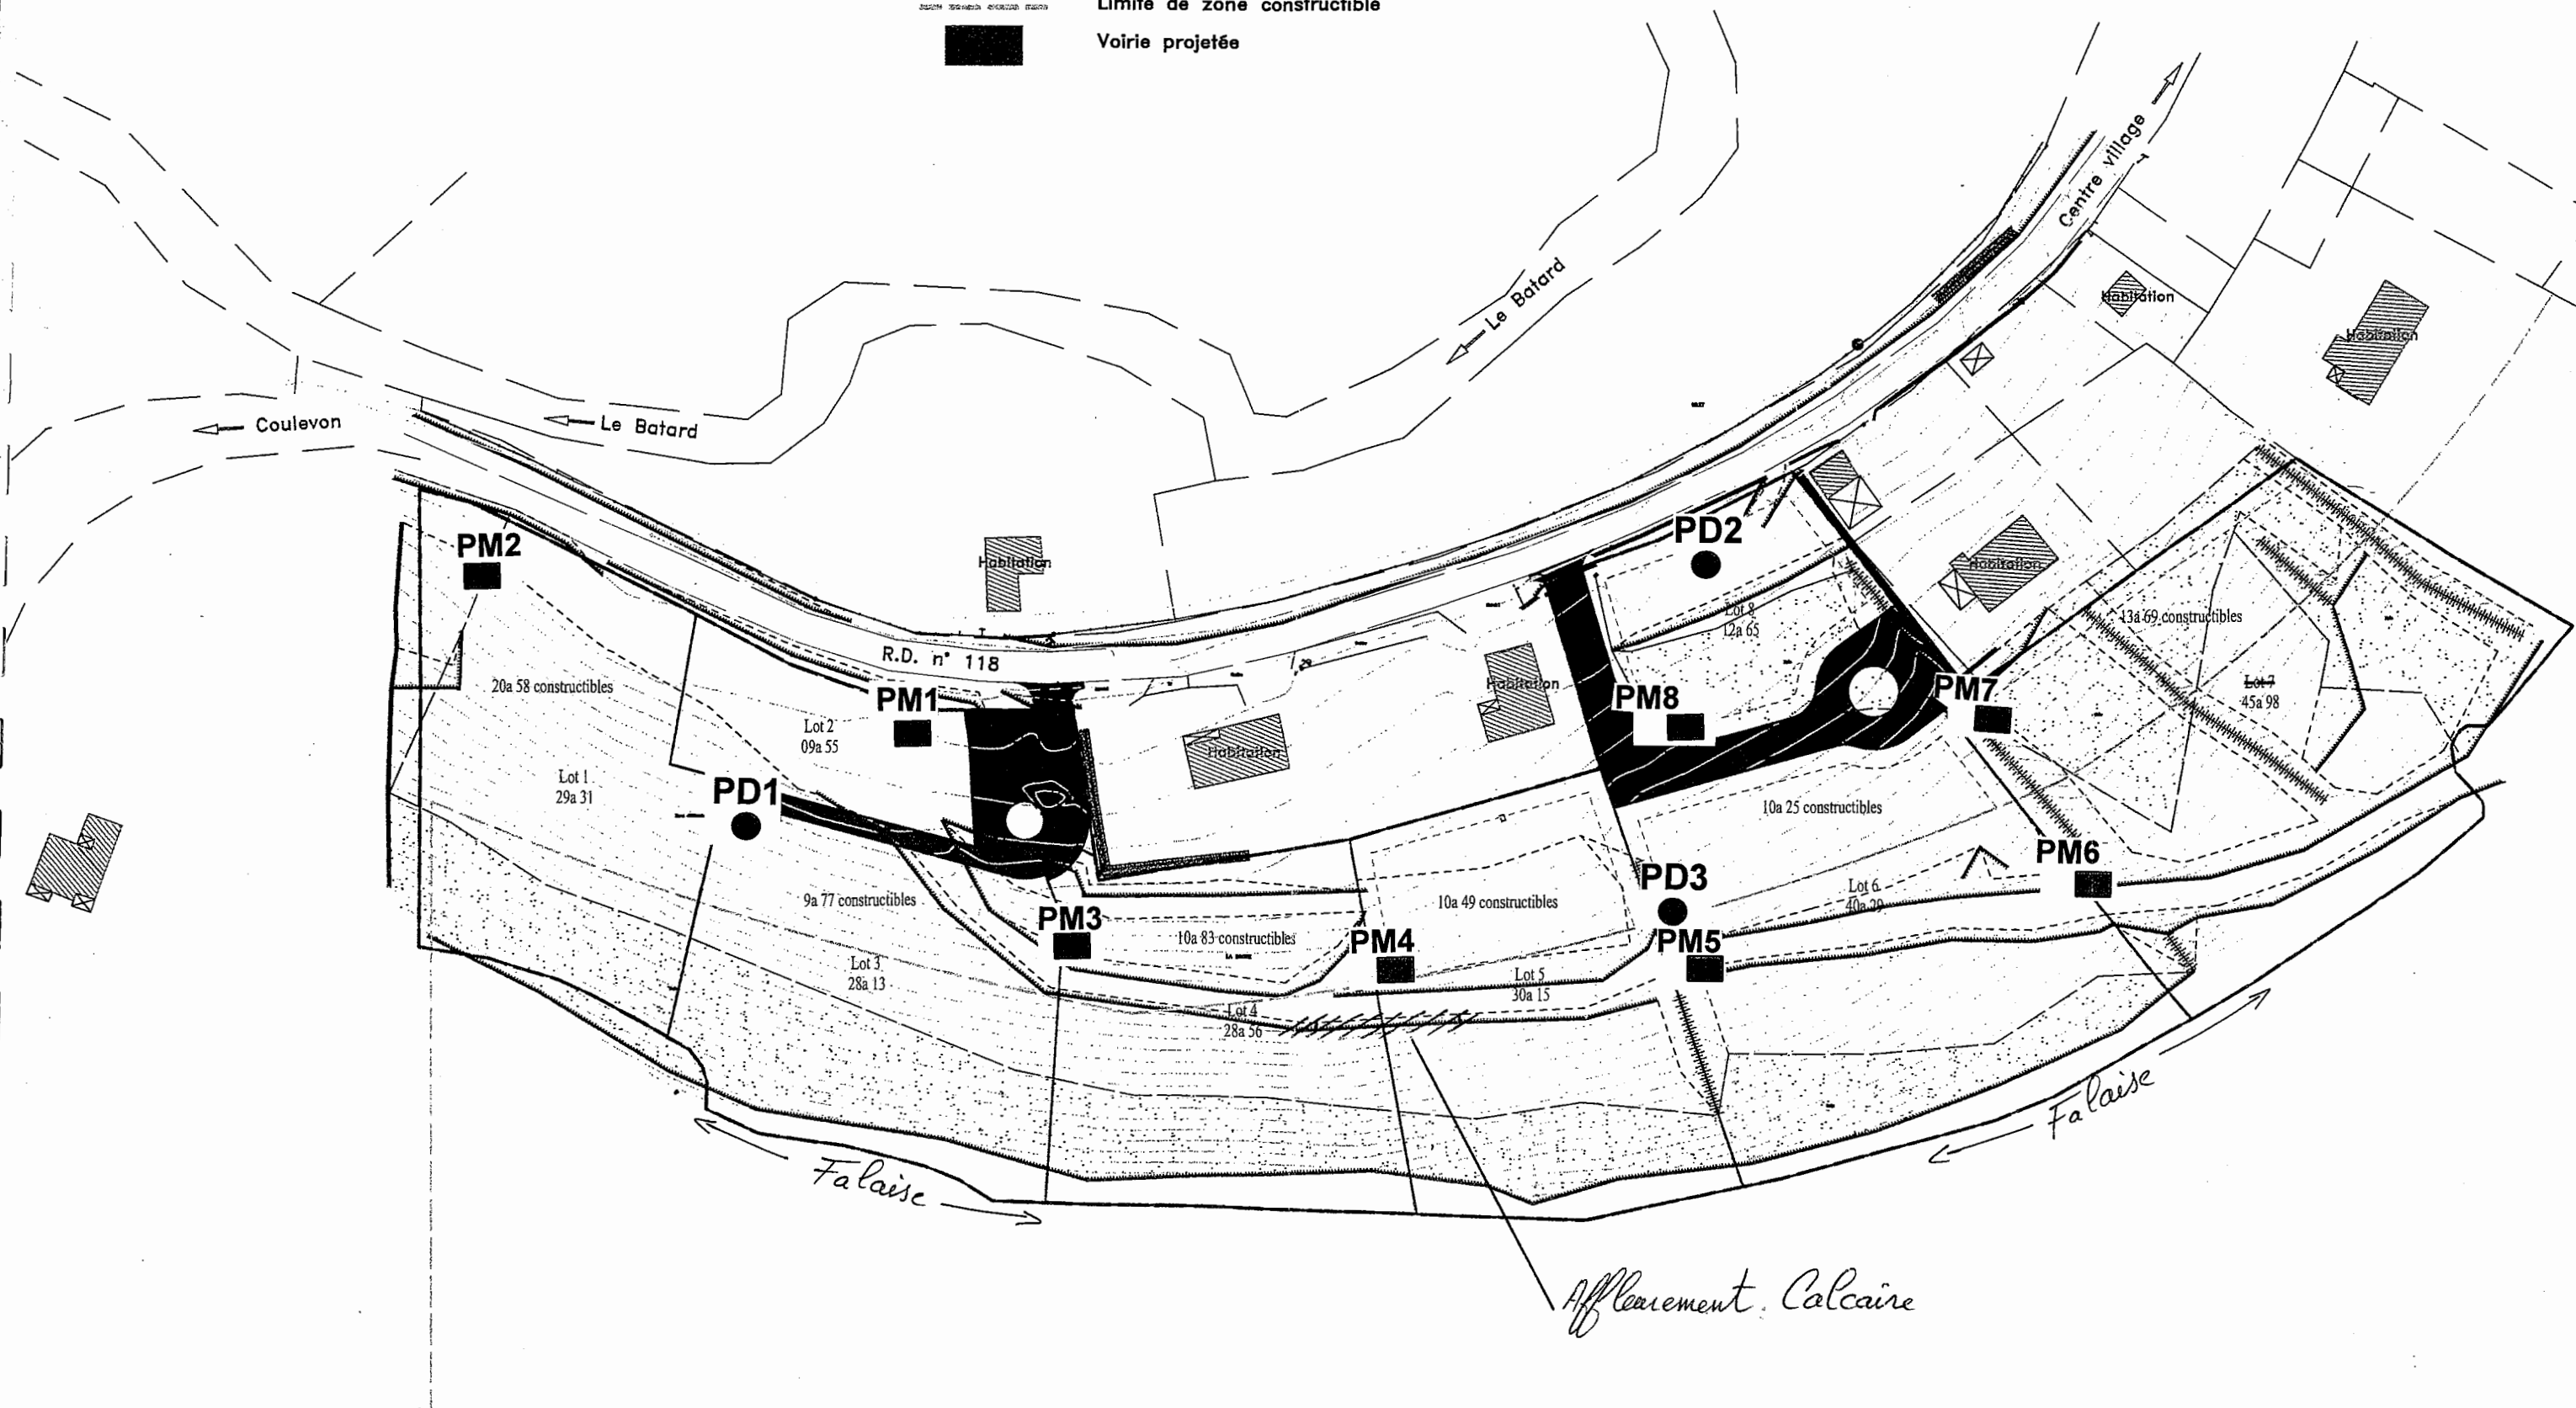 Limite de zone constructible
Voirie projetée
Centre village
Habitation
Habitation
Le Batard
Coulevon
Le Batard
PM2
PD2
Habitation
Habitation
Lot 8
12a 65
13a 69 constructibles
R.D. n° 118
20a 58 constructibles
PM1
Habitation
PM8
PM7
Lot 7
45a 98
Lot 2
09a 55
Habitation
Lot 1
29a 31
PD1
10a 25 constructibles
PM6
PD3
Lot 6
40a 29
9a 77 constructibles
10a 49 constructibles
PM3
10a 83 constructibles
PM4
PM5
Lot 3
28a 13
Lot 5
30a 15
Lot 4
28a 56
Falaise
Falaise
Affleurement. Calcaire